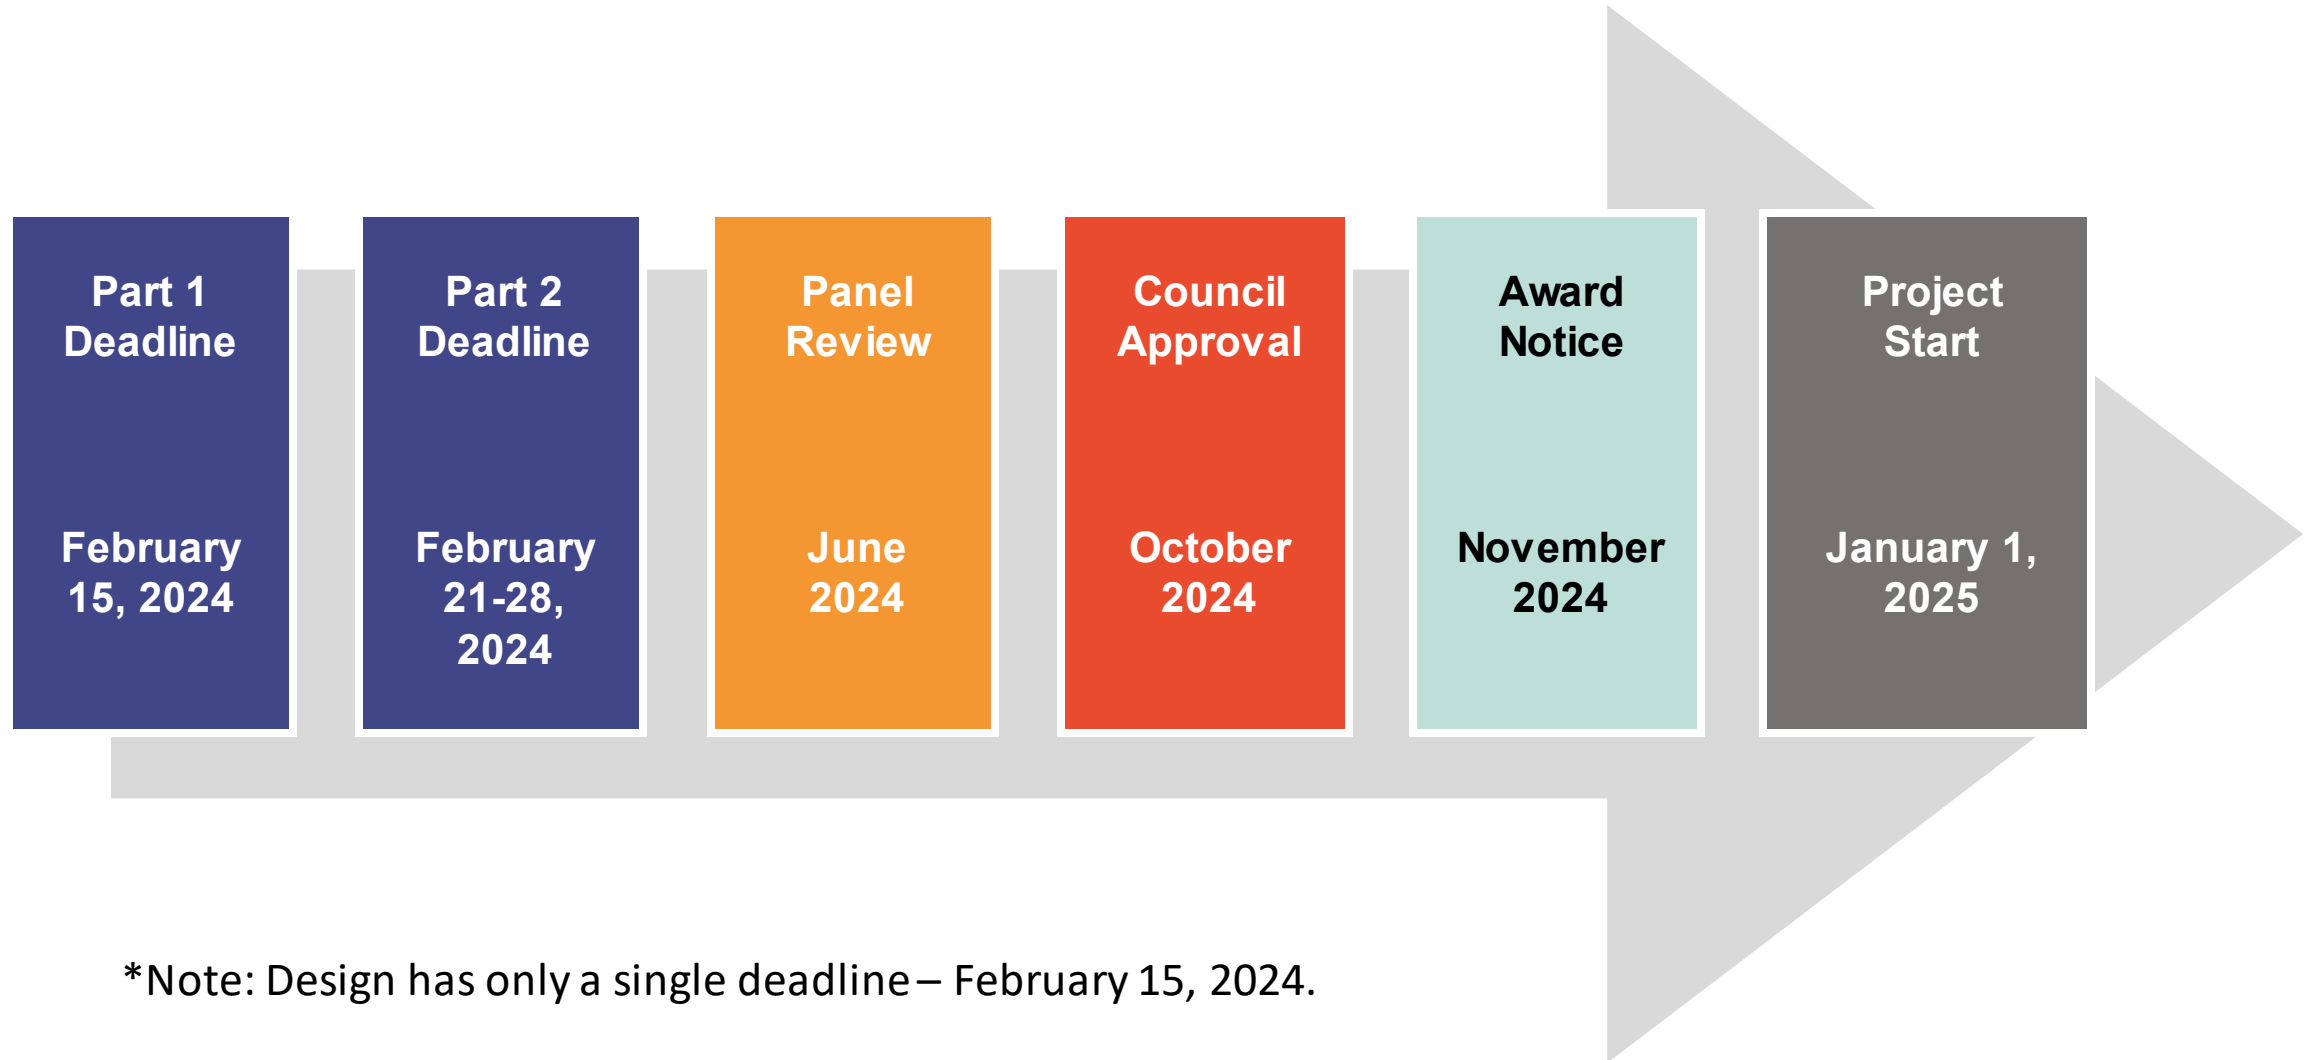 Part 1
Deadline
February
15, 2024
Part 2
Deadline
February
21-28,
2024
Panel
Review
June
2024
Council
Approval
October
2024
Award
Notice
November
2024
Project
Start
January 1,
2025
*Note: Design has only a single deadline – February 15, 2024.